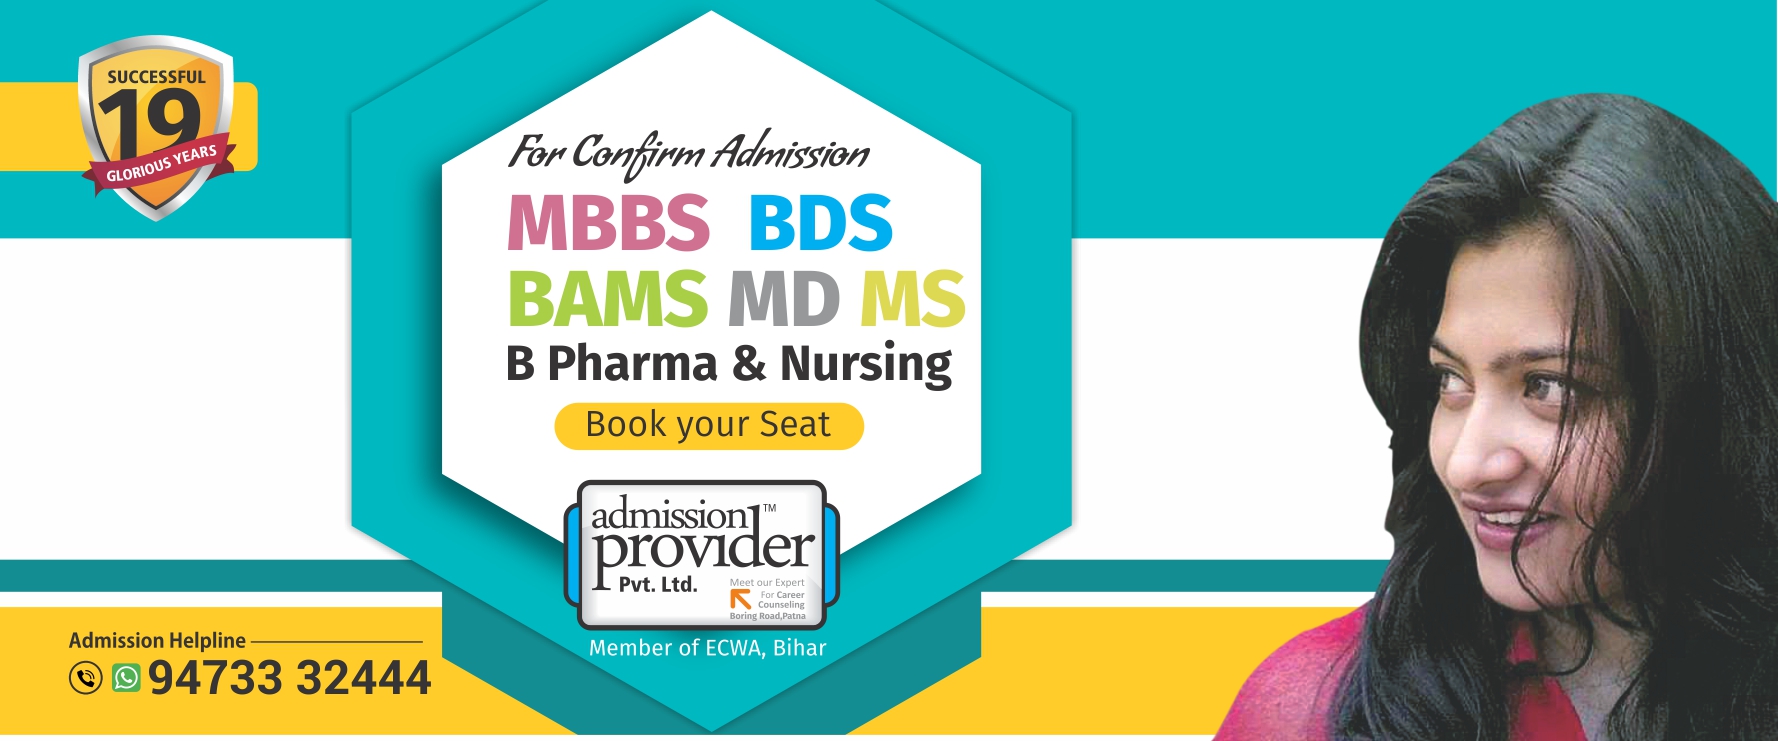 SUCCESSFUL
19
GLORIOUS YEARS
For Confirm Admission
MBBS BDS
BAMS MD MS
B Pharma & Nursing
Book your Seat
admission™
provider
Pvt. Ltd.
Meet our Expert
For Career
Counseling
Boring Road,Patna
Member of ECWA, Bihar
Admission Helpline
94733 32444